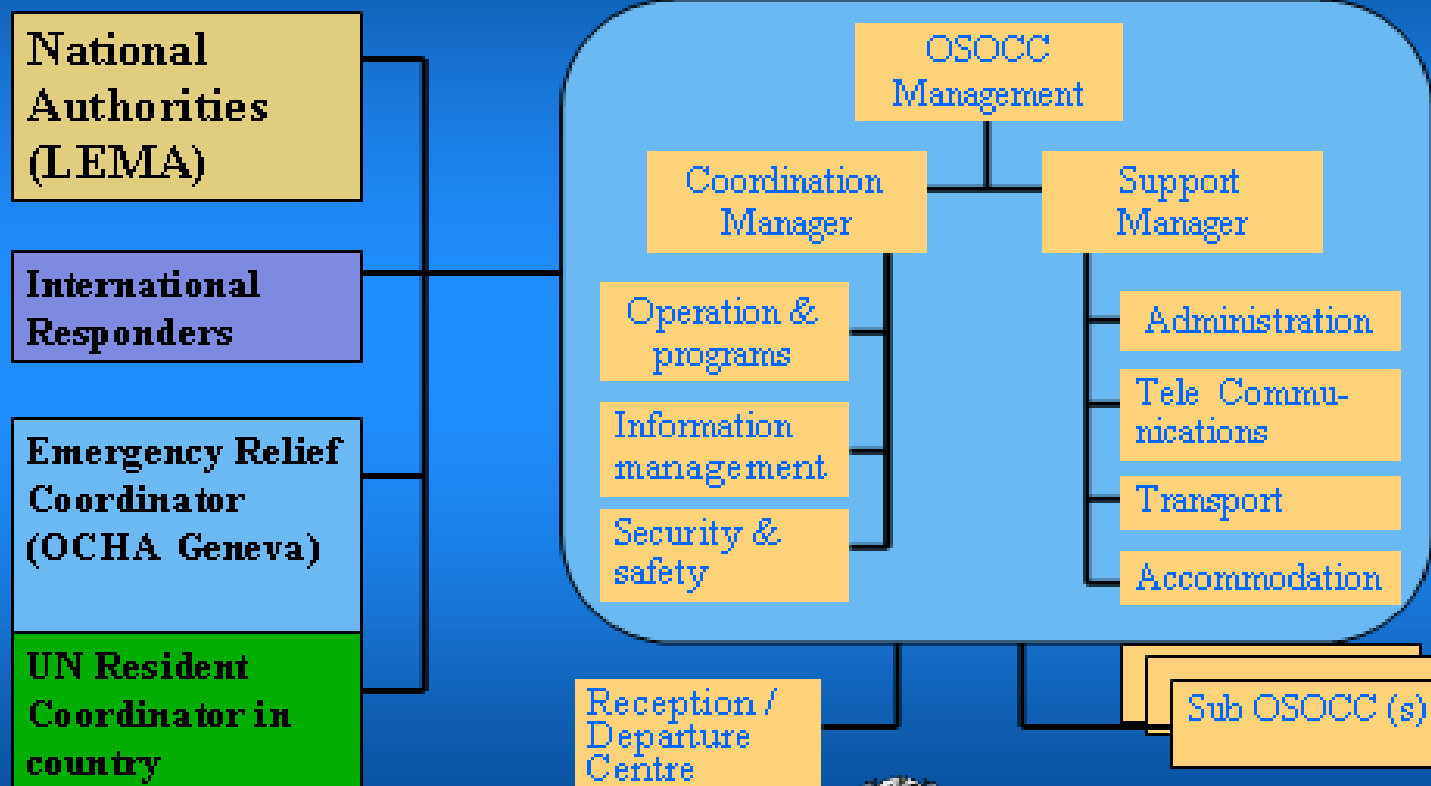 National
Authorities
(LEMA)
International
Responders
Emergency Relief
Coordinator
(OCHA Geneva)
UN Resident
Coordinator in
country
OSOCC
Management
Coordination
Manager
Support
Manager
Operation &
programs
Information
management
Security &
safety
Administration
Tele Commu-
nications
Transport
Accommodation
Reception /
Departure
Centre
Sub OSOCC (s)